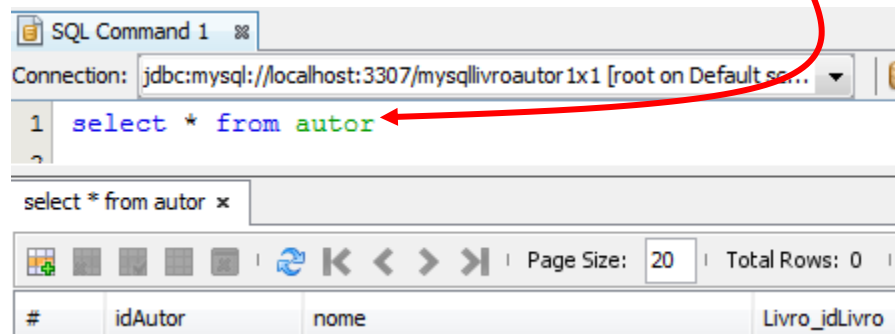 SQL Command 1
Connection: jdbc:mysql://localhost:3307/mysqllivroautor1x1 [root on Default
1 select * from autor
select * from autor
Page Size: 20 Total Rows: 0
# idAutor nome Livro_idLivro